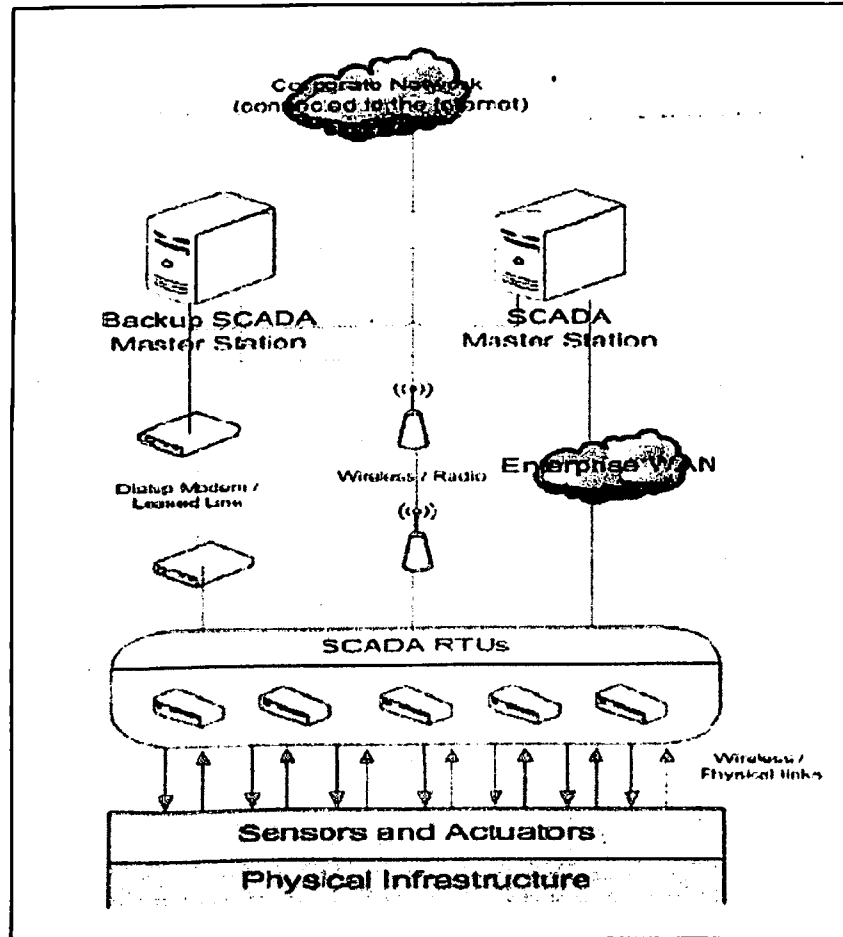 Corporate Network
(connected to the Internet)
Backup SCADA
Master Station
SCADA
Master Station
Dialup Modem /
Leased Line
Wireless / Radio
Enterprise WAN
SCADA RTUs
Wireless /
Physical links
Sensors and Actuators
Physical Infrastructure